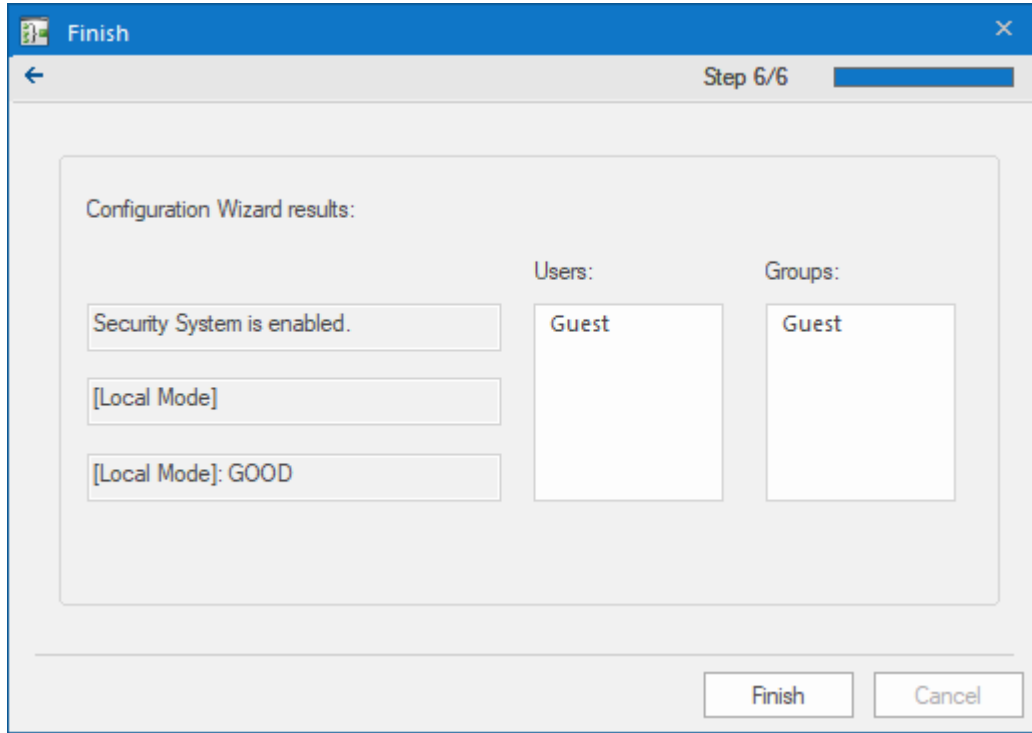 Finish
Step 6/6
Configuration Wizard results:
Users:
Groups:
Security System is enabled.
Guest
Guest
[Local Mode]
[Local Mode]: GOOD
Finish
Cancel